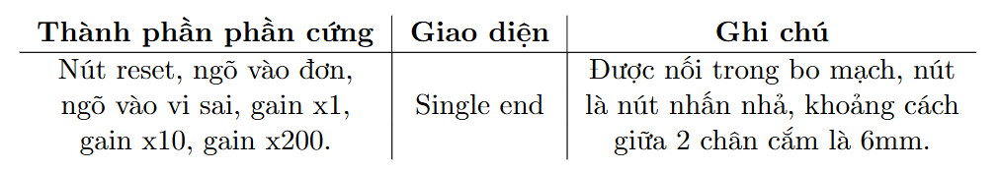 Thành phần phần cứng Giao diện Ghi chú
Nút reset, ngõ vào đơn,
ngõ vào vi sai, gain x1,
gain x10, gain x200.
Single end
Được nối trong bo mạch, nút
là nút nhấn nhả, khoảng cách
giữa 2 chân cắm là 6mm.